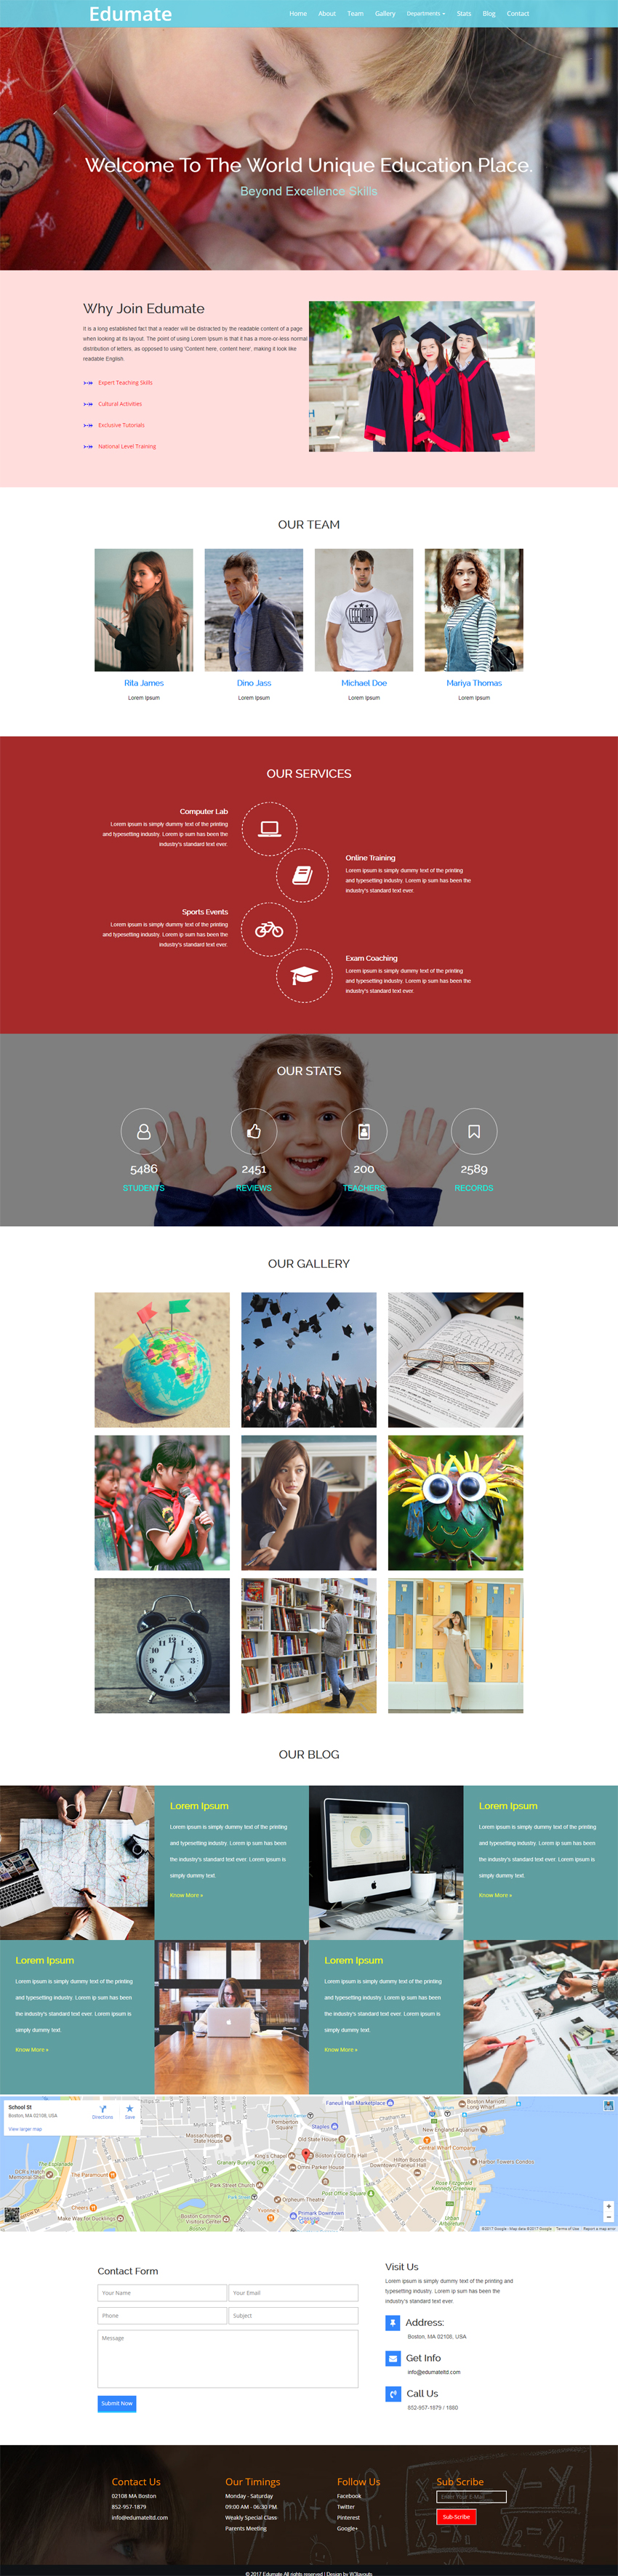 Edumate
Home About Team Gallery Departments Stats Blog Contact
Welcome To The World Unique Education Place.
Beyond Excellence Skills
Why Join Edumate
It is a long established fact that a reader will be distracted by the readable content of a page
when looking at its layout. The point of using Lorem Ipsum is that it has a more-or-less normal
distribution of letters, as opposed to using 'Content here, content here', making it look like
readable English.
Expert Teaching Skills
Cultural Activities
Exclusive Tutorials
National Level Training
OUR TEAM
LEGENDARY
Rita James
Lorem Ipsum
Dino Jass
Lorem Ipsum
Michael Doe
Lorem Ipsum
Mariya Thomas
Lorem Ipsum
OUR SERVICES
Computer Lab
Lorem ipsum is simply dummy text of the printing
and typesetting industry. Lorem ip sum has been the
industry's standard text ever.
Online Training
Lorem ipsum is simply dummy text of the printing
and typesetting industry. Lorem ip sum has been the
industry's standard text ever.
Sports Events
Lorem ipsum is simply dummy text of the printing
and typesetting industry. Lorem ip sum has been the
industry's standard text ever.
Exam Coaching
Lorem ipsum is simply dummy text of the printing
and typesetting industry. Lorem ip sum has been the
industry's standard text ever.
OUR STATS
5486
STUDENTS
2451
REVIEWS
200
TEACHERS
2589
RECORDS
OUR GALLERY
OUR BLOG
Lorem Ipsum
Lorem ipsum is simply dummy text of the printing
and typesetting industry. Lorem ip sum has been
the industry's standard text ever. Lorem ipsum is
simply dummy text.
Know More »
Lorem Ipsum
Lorem ipsum is simply dummy text of the printing
and typesetting industry. Lorem ip sum has been
the industry's standard text ever. Lorem ipsum is
simply dummy text.
Know More »
Lorem Ipsum
Lorem ipsum is simply dummy text of the printing
and typesetting industry. Lorem ip sum has been
the industry's standard text ever. Lorem ipsum is
simply dummy text.
Know More »
Lorem Ipsum
Lorem ipsum is simply dummy text of the printing
and typesetting industry. Lorem ip sum has been
the industry's standard text ever. Lorem ipsum is
simply dummy text.
Know More »
School St
Boston, MA 02108, USA
Directions
Save
View larger map
Faneuil Hall Marketplace
Boston Marriott
Long Wharf
Government Center
Staples
New England Aquarium
Massachusetts
State House
Old State House
Central Wharf
King's Chapel
Boston's Old City Hall
Granary Burying
Ground
Omni Parker House
Downtown Boston
Faneuil Hall
Harbor Towers Condos
The Esplanade
DCR's Hatch
Memorial Shell
The Paramount
Park Street Church
Post Office Square
Rose Fitzgerald
Kennedy Greenway
Park Street
Orpheum Theatre
Cheers
Make Way for Ducklings
Boston Common
Visitors Center
Primark Downtown
Crossing
Urban
Arboretum
©2017 Google - Map data ©2017 Google Terms of Use Report a map error
Contact Form
Your Name
Your Email
Phone
Subject
Message
Submit Now
Visit Us
Lorem ipsum is simply dummy text of the printing and
typesetting industry. Lorem ip sum has been the
industry's standard text ever.
Address:
Boston, MA 02108, USA
Get Info
info@edumateltd.com
Call Us
852-957-1879 / 1880
Contact Us
02108 MA Boston
852-957-1879
info@edumateltd.com
Our Timings
Monday - Saturday
09:00 AM - 06:30 PM
Weakly Special Class
Parents Meeting
Follow Us
Facebook
Twitter
Pinterest
Google+
Sub Scribe
Enter Your E-Mail
Sub-Scribe
© 2017 Edumate All rights reserved | Design by W3layouts